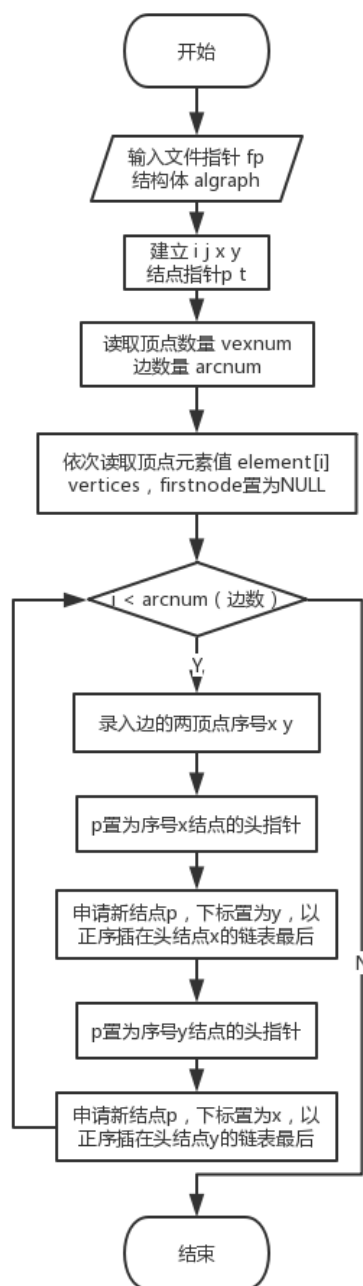 开始
输入文件指针 fp
结构体 algraph
建立 i j x y
结点指针p t
读取顶点数量 vexnum
边数量 arcnum
依次读取顶点元素值 element[i]
vertices，firstnode置为NULL
i < arcnum（边数）
Y
录入边的两顶点序号x y
p置为序号x结点的头指针
申请新结点p，下标置为y，以
正序插在头结点x的链表最后
N
p置为序号y结点的头指针
申请新结点p，下标置为x，以
正序插在头结点y的链表最后
结束